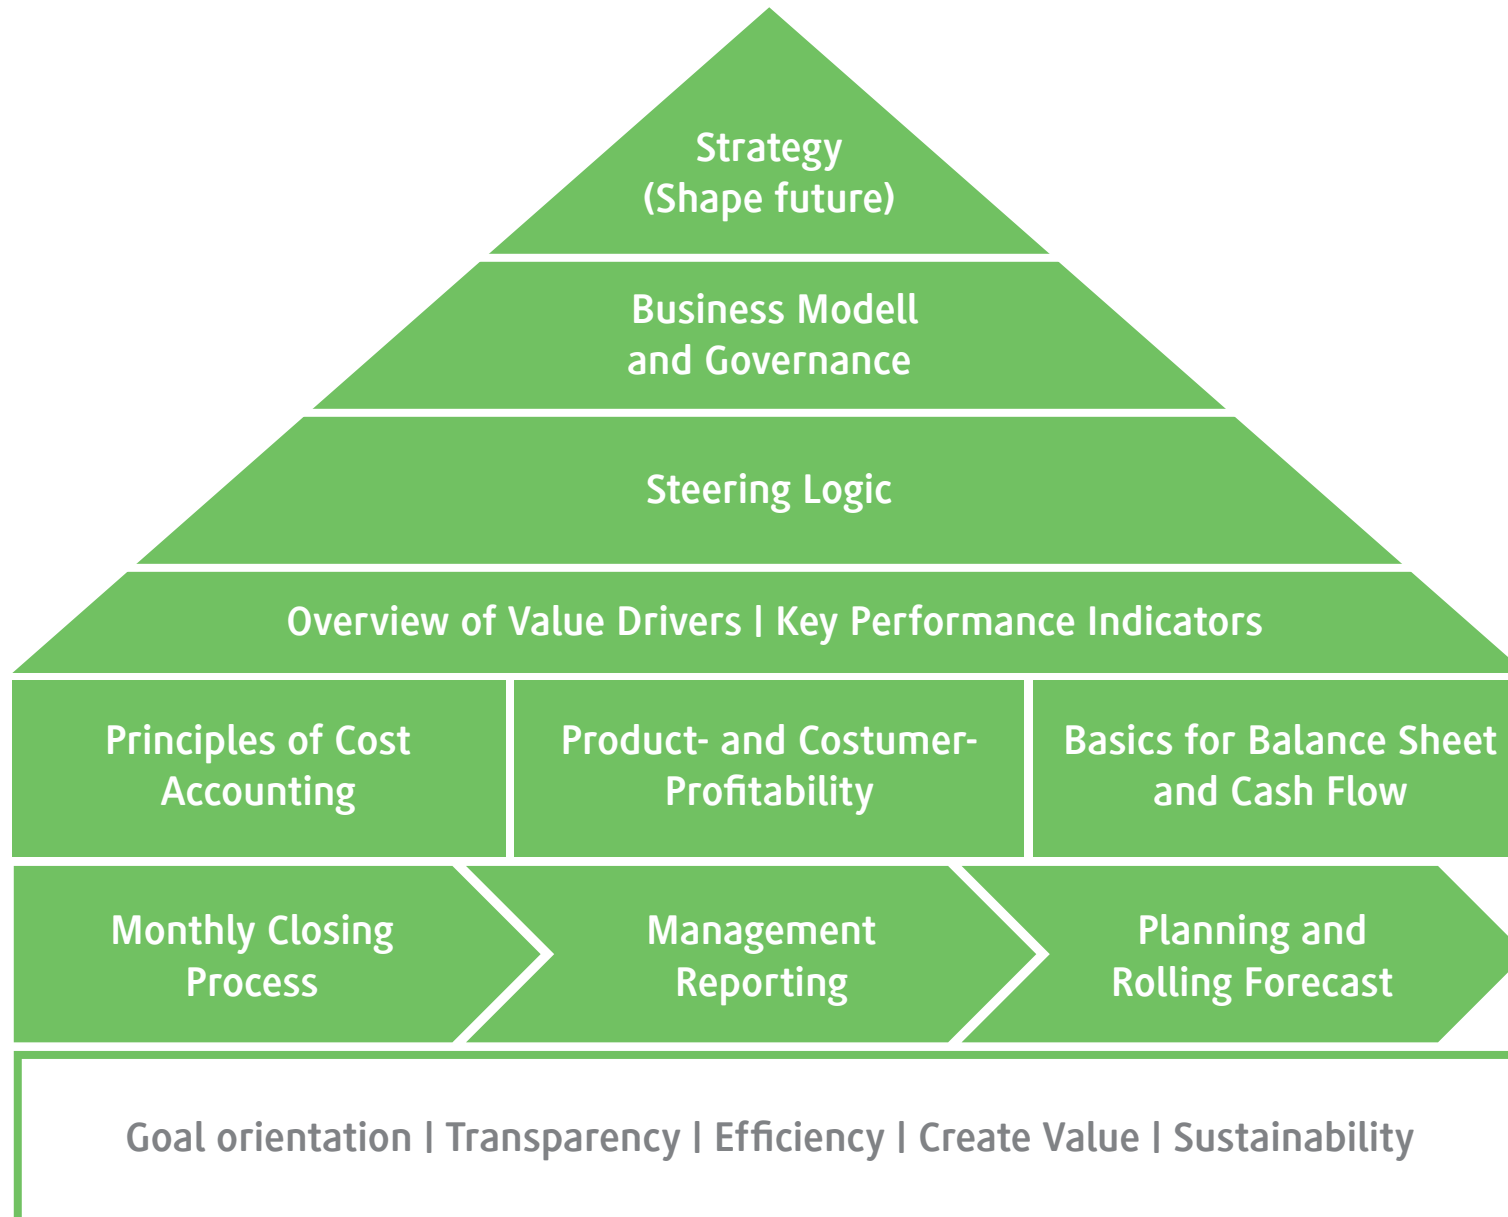 Strategy
(Shape future)
Business Modell
and Governance
Steering Logic
Overview of Value Drivers | Key Performance Indicators
Principles of Cost
Accounting
Product- and Costumer-
Profitability
Basics for Balance Sheet
and Cash Flow
Monthly Closing
Process
Management
Reporting
Planning and
Rolling Forecast
Goal orientation | Transparency | Efficiency | Create Value | Sustainability